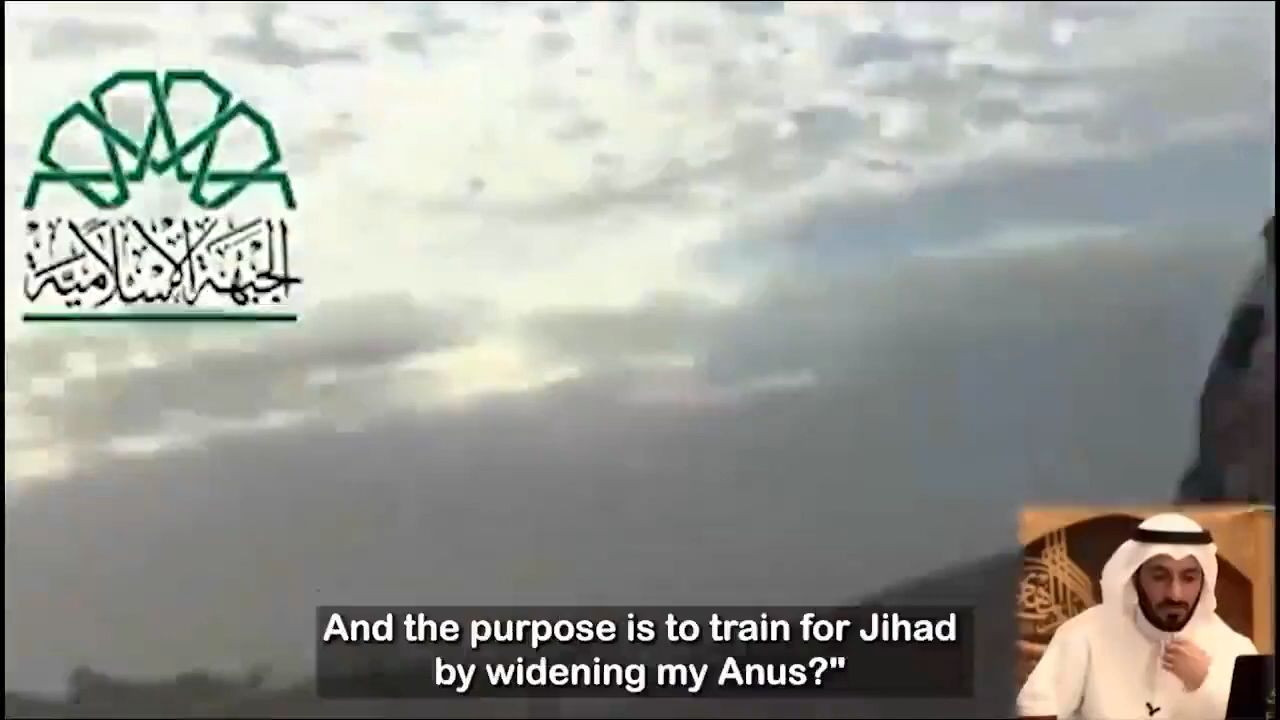 الجبهة الإسلامية
And the purpose is to train for Jihad
by widening my Anus?"